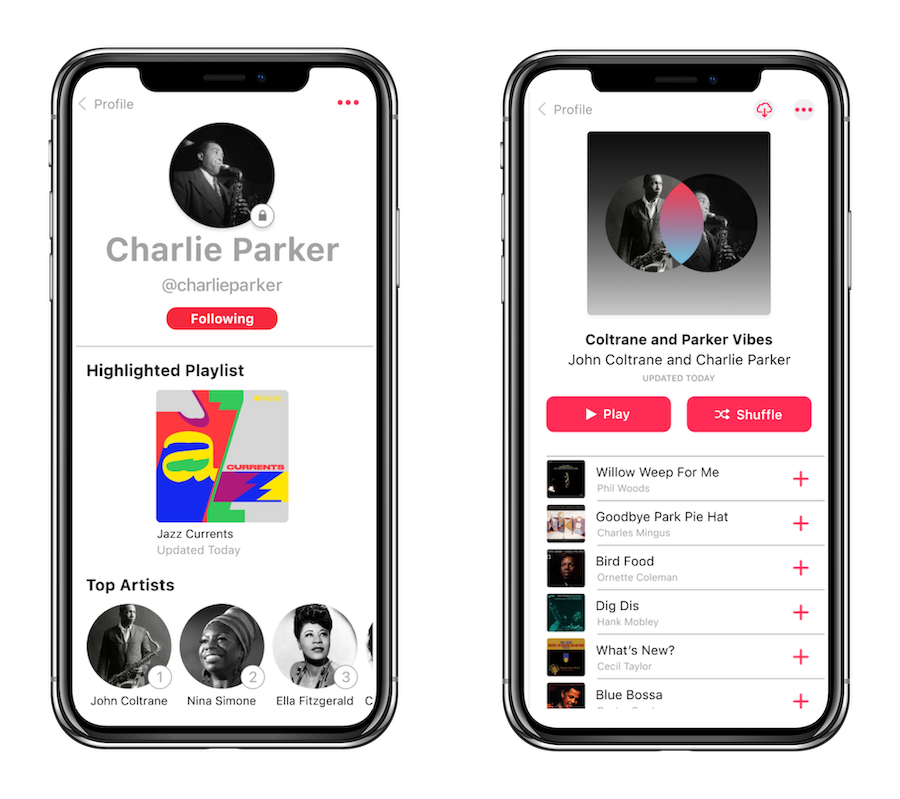 Profile
Charlie Parker
@charlieparker
Following
Highlighted Playlist
CURRENTS
Jazz Currents
Updated Today
Top Artists
1
2
3
John Coltrane
Nina Simone
Ella Fitzgerald
C
Profile
Coltrane and Parker Vibes
John Coltrane and Charlie Parker
UPDATED TODAY
Play
Shuffle
Willow Weep For Me
Phil Woods
Goodbye Park Pie Hat
Charles Mingus
Bird Food
Ornette Coleman
Dig Dis
Hank Mobley
What's New?
Cecil Taylor
Blue Bossa